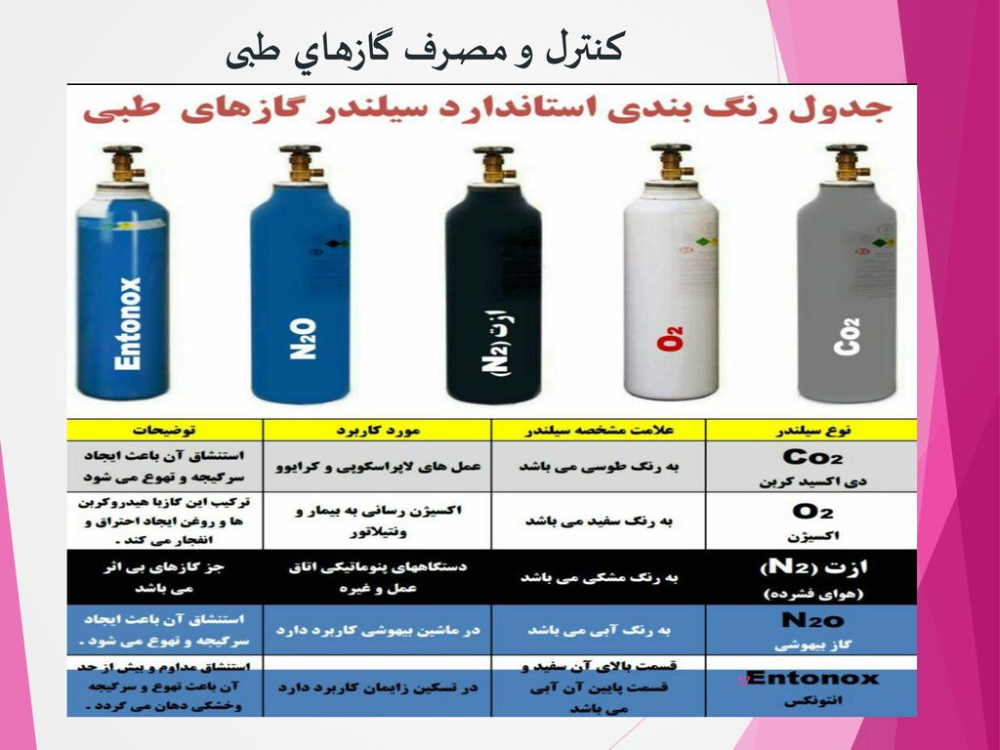 کنترل و مصرف گازهاي طبی
جدول رنگ بندی استاندارد سیلندر گازهای طبی
Entonox
N2O
ازت (N2)
O2
Co2
نوع سیلندر
علامت مشخصه سیلندر
مورد کاربرد
توضیحات
Co2
دی اکسید کربن
به رنگ طوسی می باشد
عمل های لاپراسکوپی و کرایوو
استنشاق آن باعث ایجاد
سرگیجه و تهوع می شود
O2
اکسیژن
به رنگ سفید می باشد
اکسیژن رسانی به بیمار و
ونتیلاتور
ترکیب این گازبا هیدروکربن
ها و روغن ایجاد احتراق و
انفجار می کند .
ازت (N2)
(هوای فشرده)
به رنگ مشکی می باشد
دستگاههای پنوماتیکی اتاق
عمل و غیره
جز گازهای بی اثر
می باشد
N2o
گاز بیهوشی
به رنگ آبی می باشد
در ماشین بیهوشی کاربرد دارد
استنشاق آن باعث ایجاد
سرگیجه و تهوع می شود .
Entonox
انتونکس
قسمت بالای آن سفید و
قسمت پایین آن آبی
می باشد
در تسکین زایمان کاربرد دارد
استنشاق مداوم و بیش از حد
آن باعث تهوع و سرگیجه
وخشکی دهان می گردد .